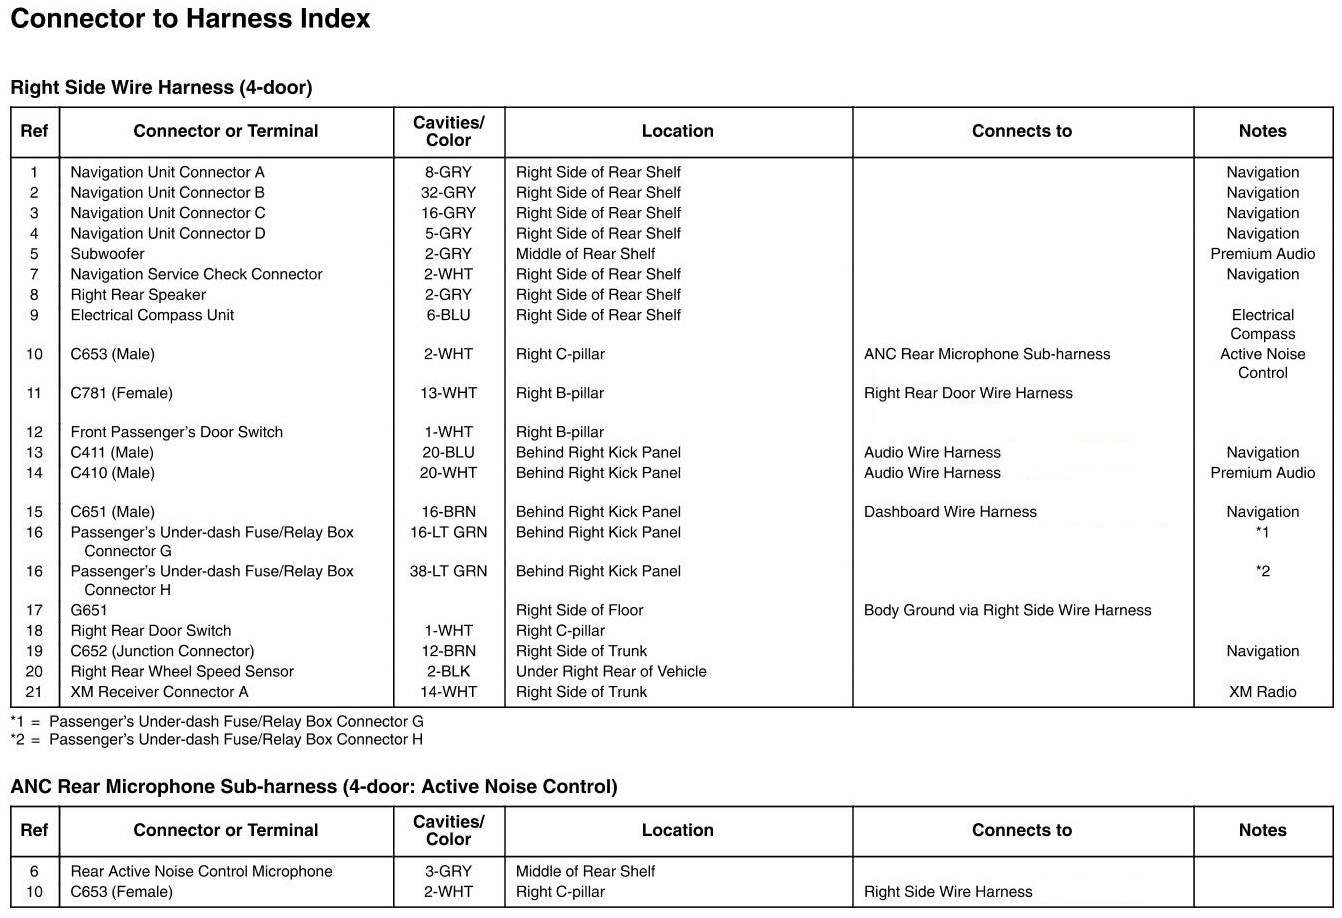 Connector to Harness Index
Right Side Wire Harness (4-door)
Ref Connector or Terminal Cavities/ Color Location Connects to Notes
1 Navigation Unit Connector A 8-GRY Right Side of Rear Shelf Navigation
2 Navigation Unit Connector B 32-GRY Right Side of Rear Shelf Navigation
3 Navigation Unit Connector C 16-GRY Right Side of Rear Shelf Navigation
4 Navigation Unit Connector D 5-GRY Right Side of Rear Shelf Navigation
5 Subwoofer 2-GRY Middle of Rear Shelf Premium Audio
7 Navigation Service Check Connector 2-WHT Right Side of Rear Shelf Navigation
8 Right Rear Speaker 2-GRY Right Side of Rear Shelf
9 Electrical Compass Unit 6-BLU Right Side of Rear Shelf Electrical
Compass
10 C653 (Male) 2-WHT Right C-pillar ANC Rear Microphone Sub-harness Active Noise
Control
11 C781 (Female) 13-WHT Right B-pillar Right Rear Door Wire Harness
12 Front Passenger's Door Switch 1-WHT Right B-pillar
13 C411 (Male) 20-BLU Behind Right Kick Panel Audio Wire Harness Navigation
14 C410 (Male) 20-WHT Behind Right Kick Panel Audio Wire Harness Premium Audio
15 C651 (Male) 16-BRN Behind Right Kick Panel Dashboard Wire Harness Navigation
16 Passenger's Under-dash Fuse/Relay Box 16-LT GRN Behind Right Kick Panel *1
Connector G
16 Passenger's Under-dash Fuse/Relay Box 38-LT GRN Behind Right Kick Panel *2
Connector H
17 G651 Right Side of Floor Body Ground via Right Side Wire Harness
18 Right Rear Door Switch 1-WHT Right C-pillar
19 C652 (Junction Connector) 12-BRN Right Side of Trunk Navigation
20 Right Rear Wheel Speed Sensor 2-BLK Under Right Rear of Vehicle
21 XM Receiver Connector A 14-WHT Right Side of Trunk XM Radio
*1 = Passenger's Under-dash Fuse/Relay Box Connector G
*2 = Passenger's Under-dash Fuse/Relay Box Connector H
ANC Rear Microphone Sub-harness (4-door: Active Noise Control)
Ref Connector or Terminal Cavities/ Color Location Connects to Notes
6 Rear Active Noise Control Microphone 3-GRY Middle of Rear Shelf
10 C653 (Female) 2-WHT Right C-pillar Right Side Wire Harness